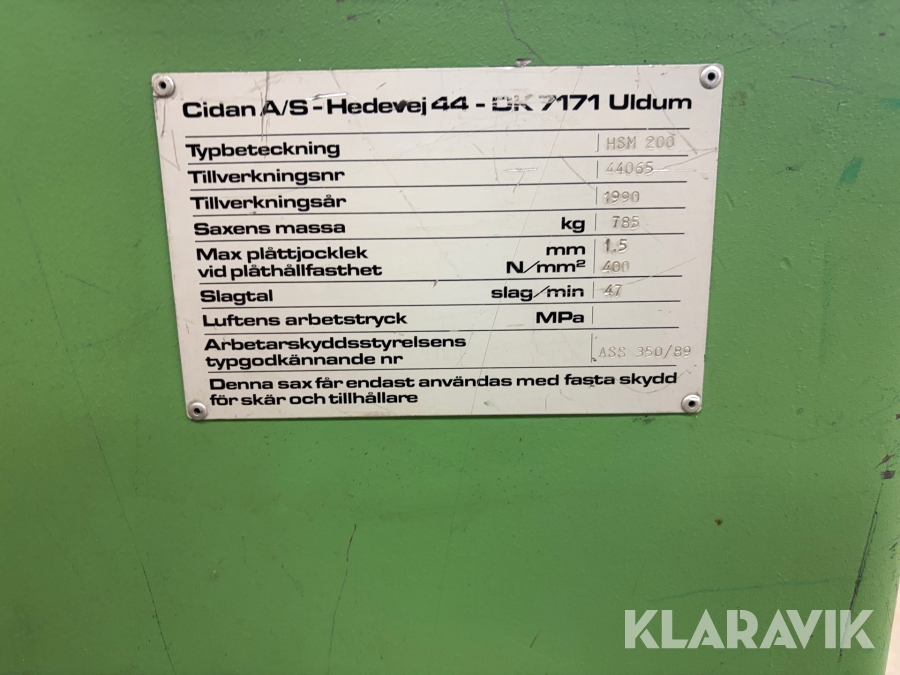 Cidan A/S - Hedevej 44 - DK 7171 Uldum
Typbeteckning HSM 200
Tillverkningsnr 44065
Tillverkningsår 1990
Saxens massa kg 785
Max plåttjocklek mm 1.5
vid plåthållfasthet N/mm² 400
Slagtal slag/min 47
Luftens arbetstryck MPa
Arbetarskyddsstyrelsens
typgodkännande nr ASS 350/89
Denna sax får endast användas med fasta skydd
för skär och tillhållare
KLARAVIK